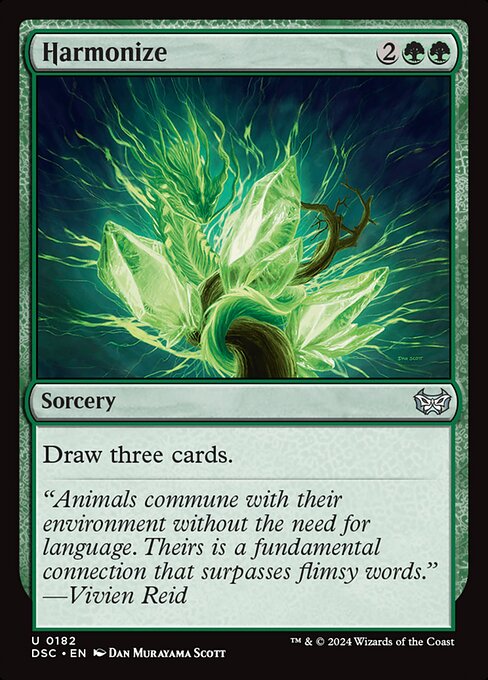 Harmonize 2
DAN SCOTT
Sorcery
Draw three cards.
“Animals commune with their
environment without the need for
language. Theirs is a fundamental
connection that surpasses flimsy words.”
—Vivien Reid
U 0182 ™ & © 2024 Wizards of the Coast
DSC • EN DAN MURAYAMA SCOTT